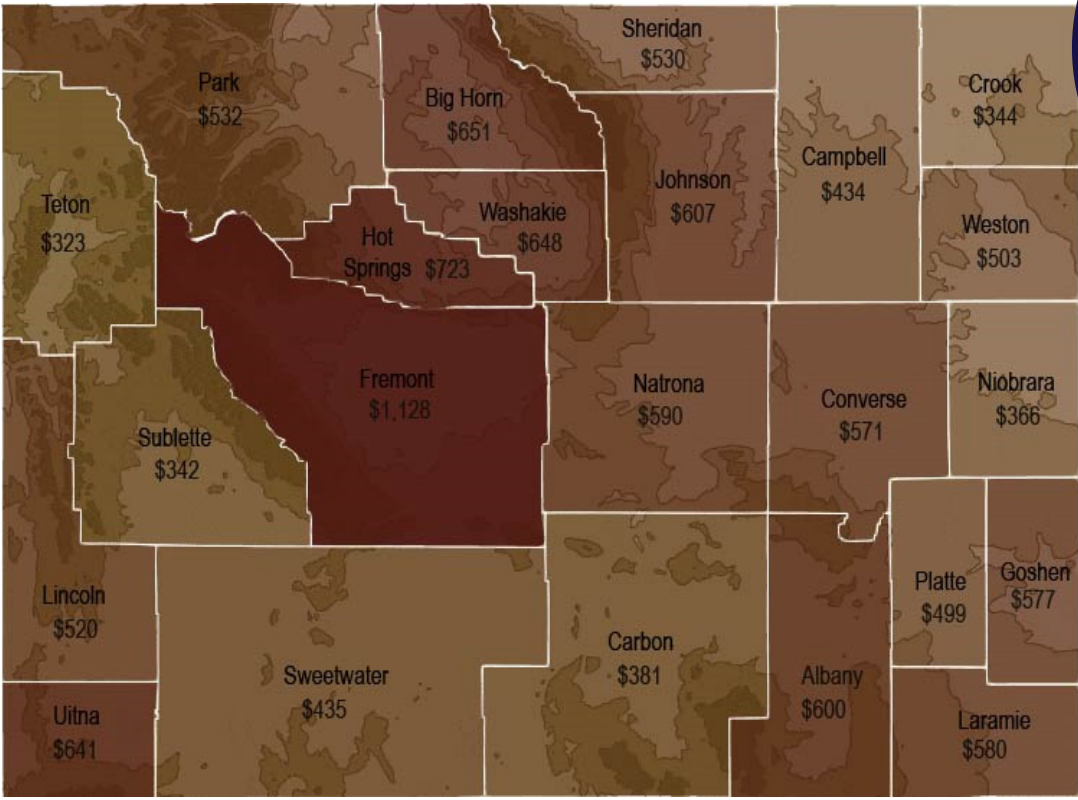 Sheridan
$530
Park
$532
Big Horn
$651
Crook
$344
Campbell
$434
Johnson
$607
Teton
$323
Washakie
$648
Weston
$503
Hot
Springs $723
Fremont
$1,128
Natrona
$590
Converse
$571
Niobrara
$366
Sublette
$342
Lincoln
$520
Platte
$499
Goshen
$577
Carbon
$381
Sweetwater
$435
Albany
$600
Uitna
$641
Laramie
$580